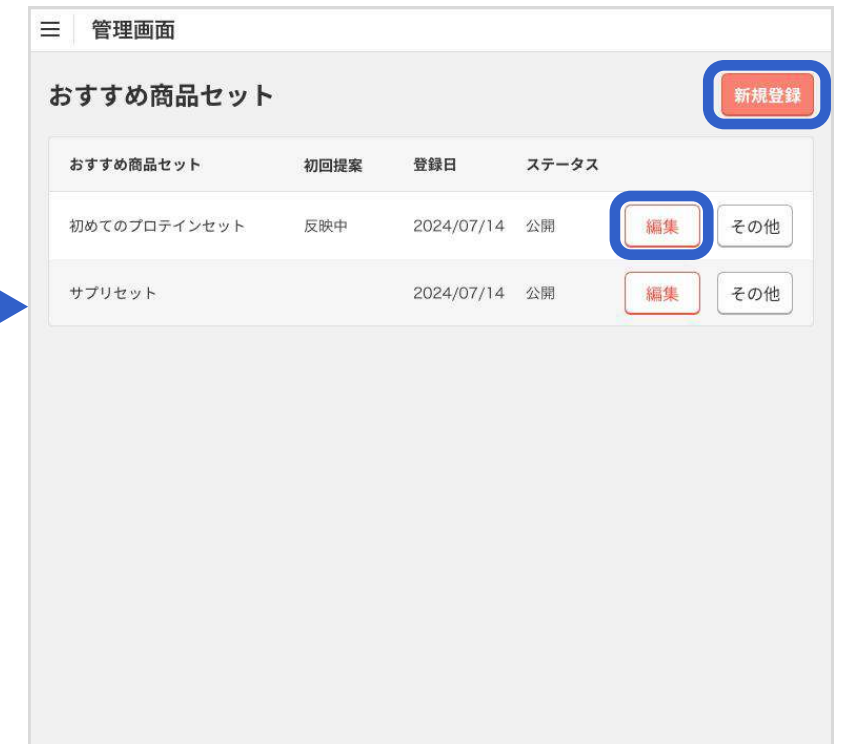 管理画面
おすすめ商品セット 新規登録
おすすめ商品セット 初回提案 登録日 ステータス
初めてのプロテインセット 反映中 2024/07/14 公開 編集 その他
サプリセット 2024/07/14 公開 編集 その他